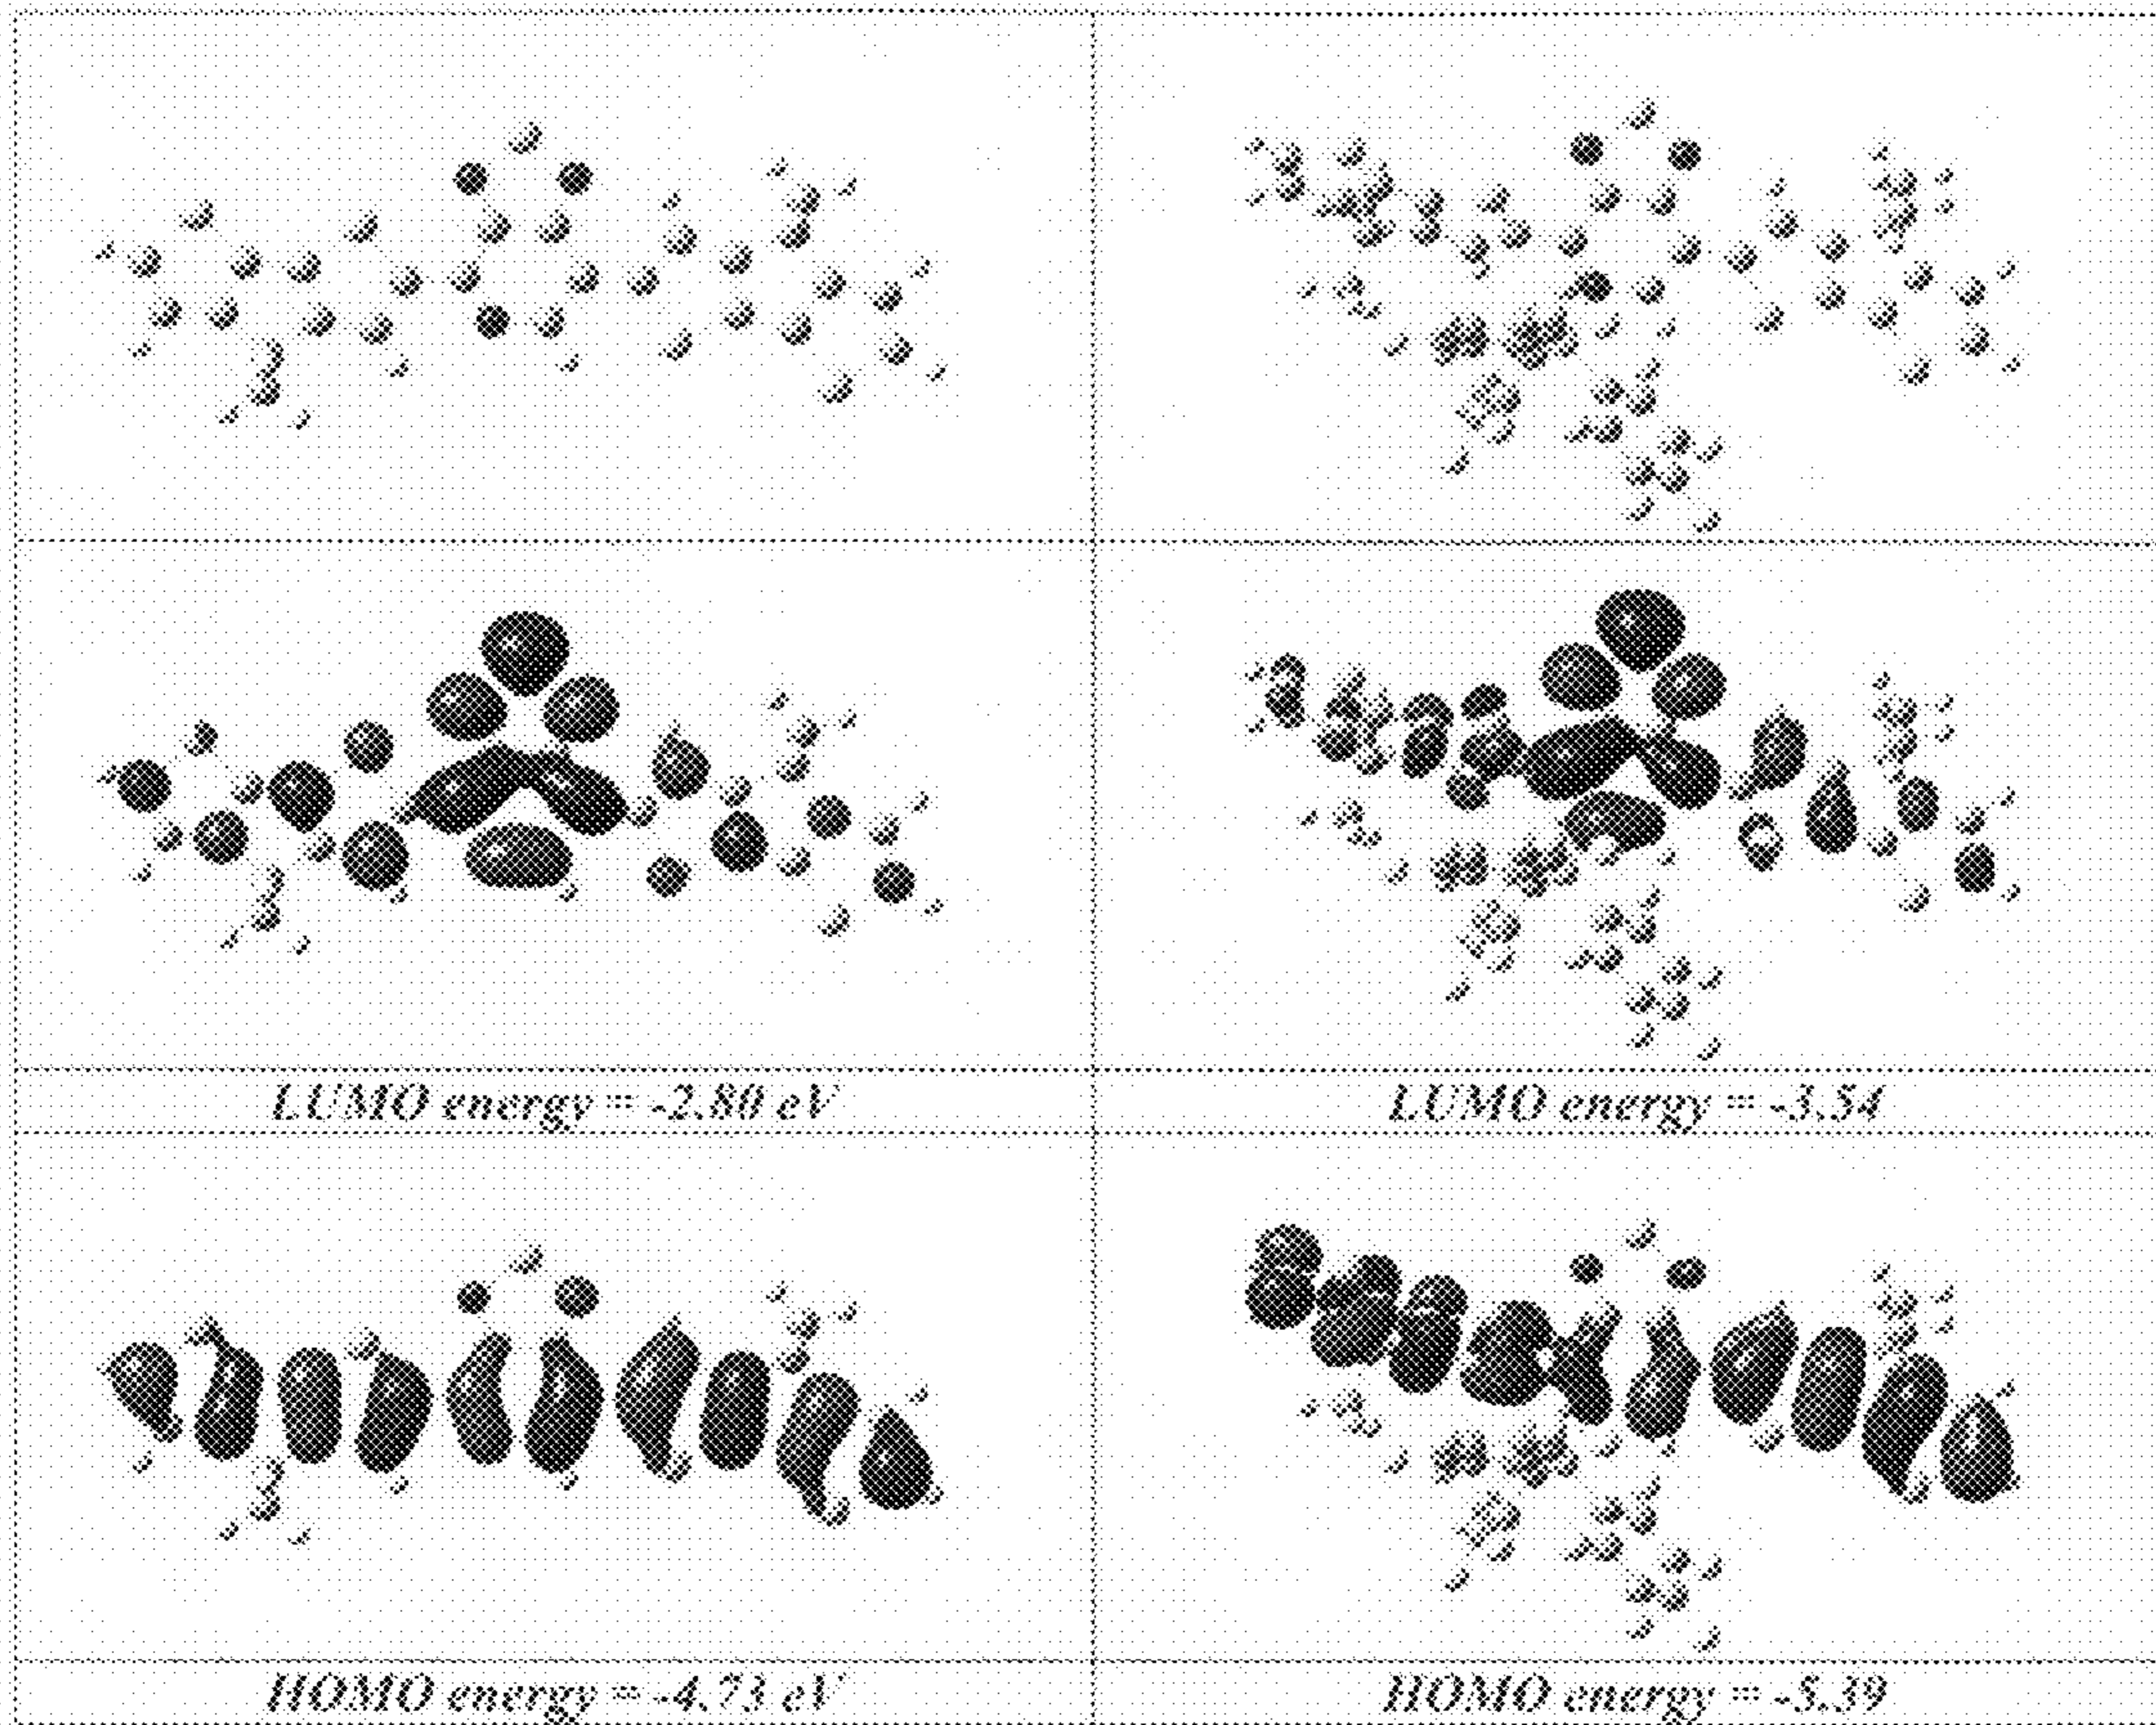 LUMO energy = -2.80 eV
LUMO energy = -3.54
HOMO energy = -4.73 eV
HOMO energy = -5.39